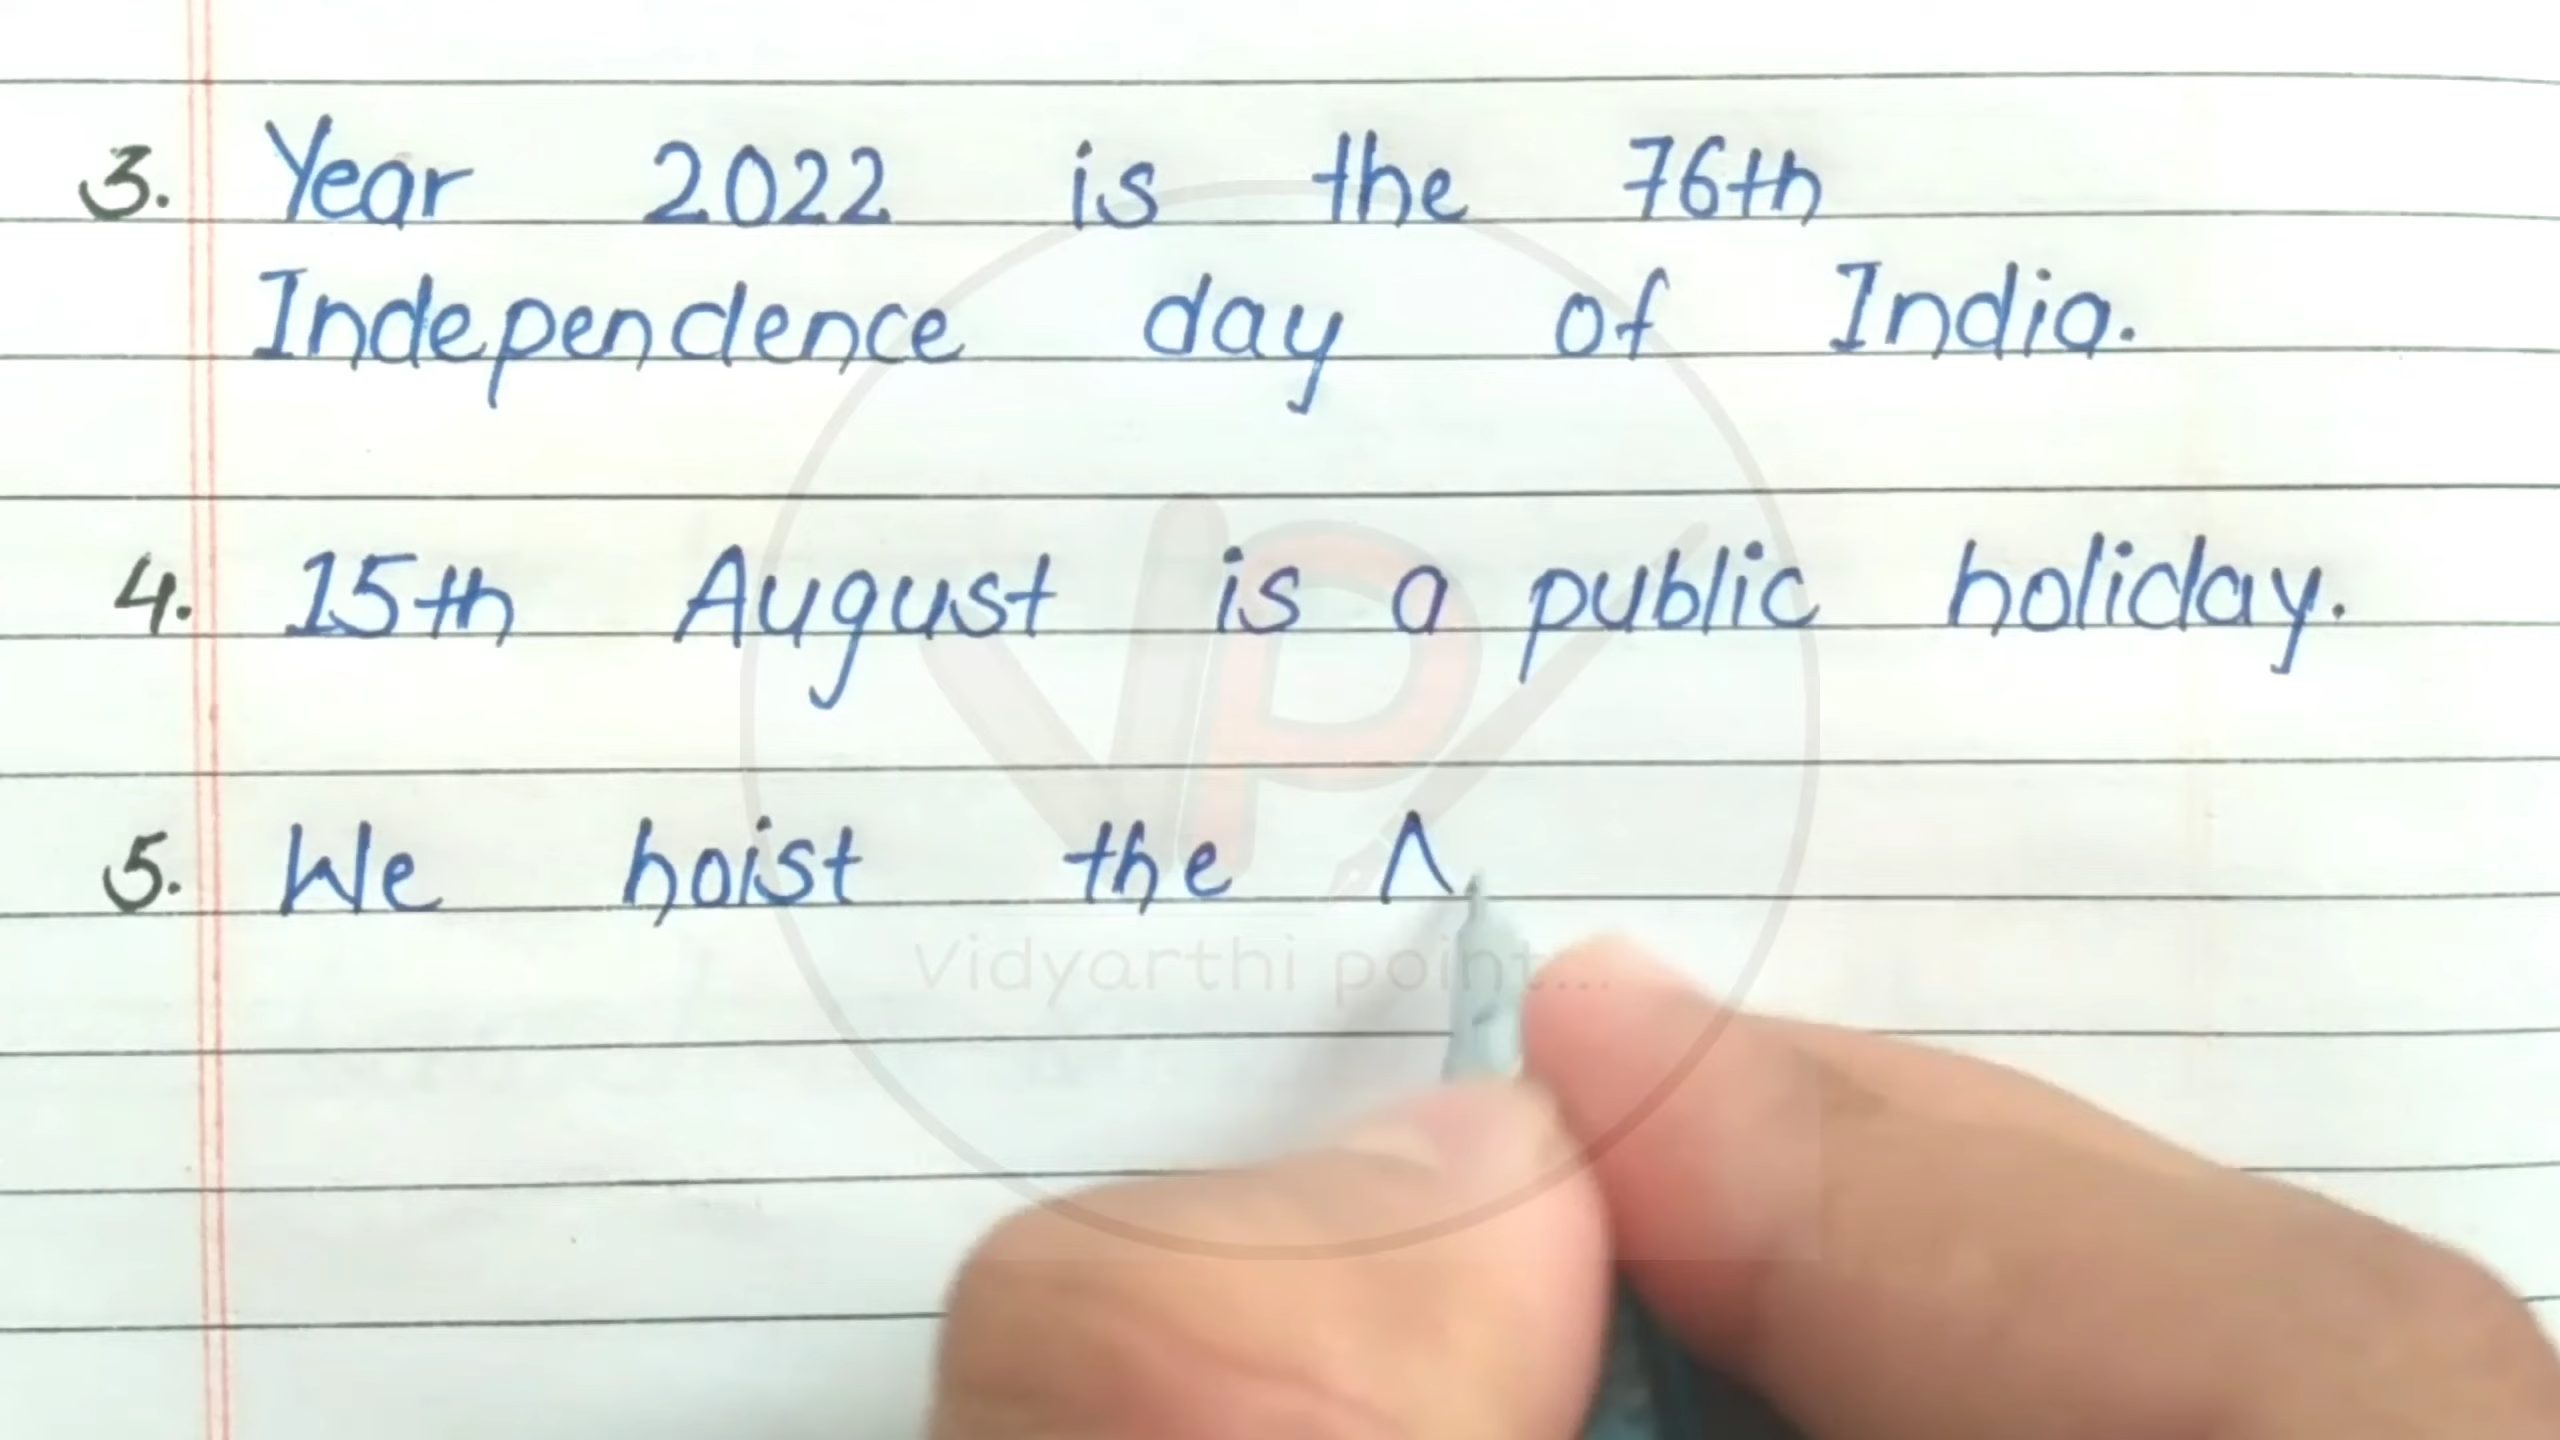 3. Year 2022 is the 76th
Independence day of India.
4. 15th August is a public holiday.
5. We hoist the
Vidyarthi point...